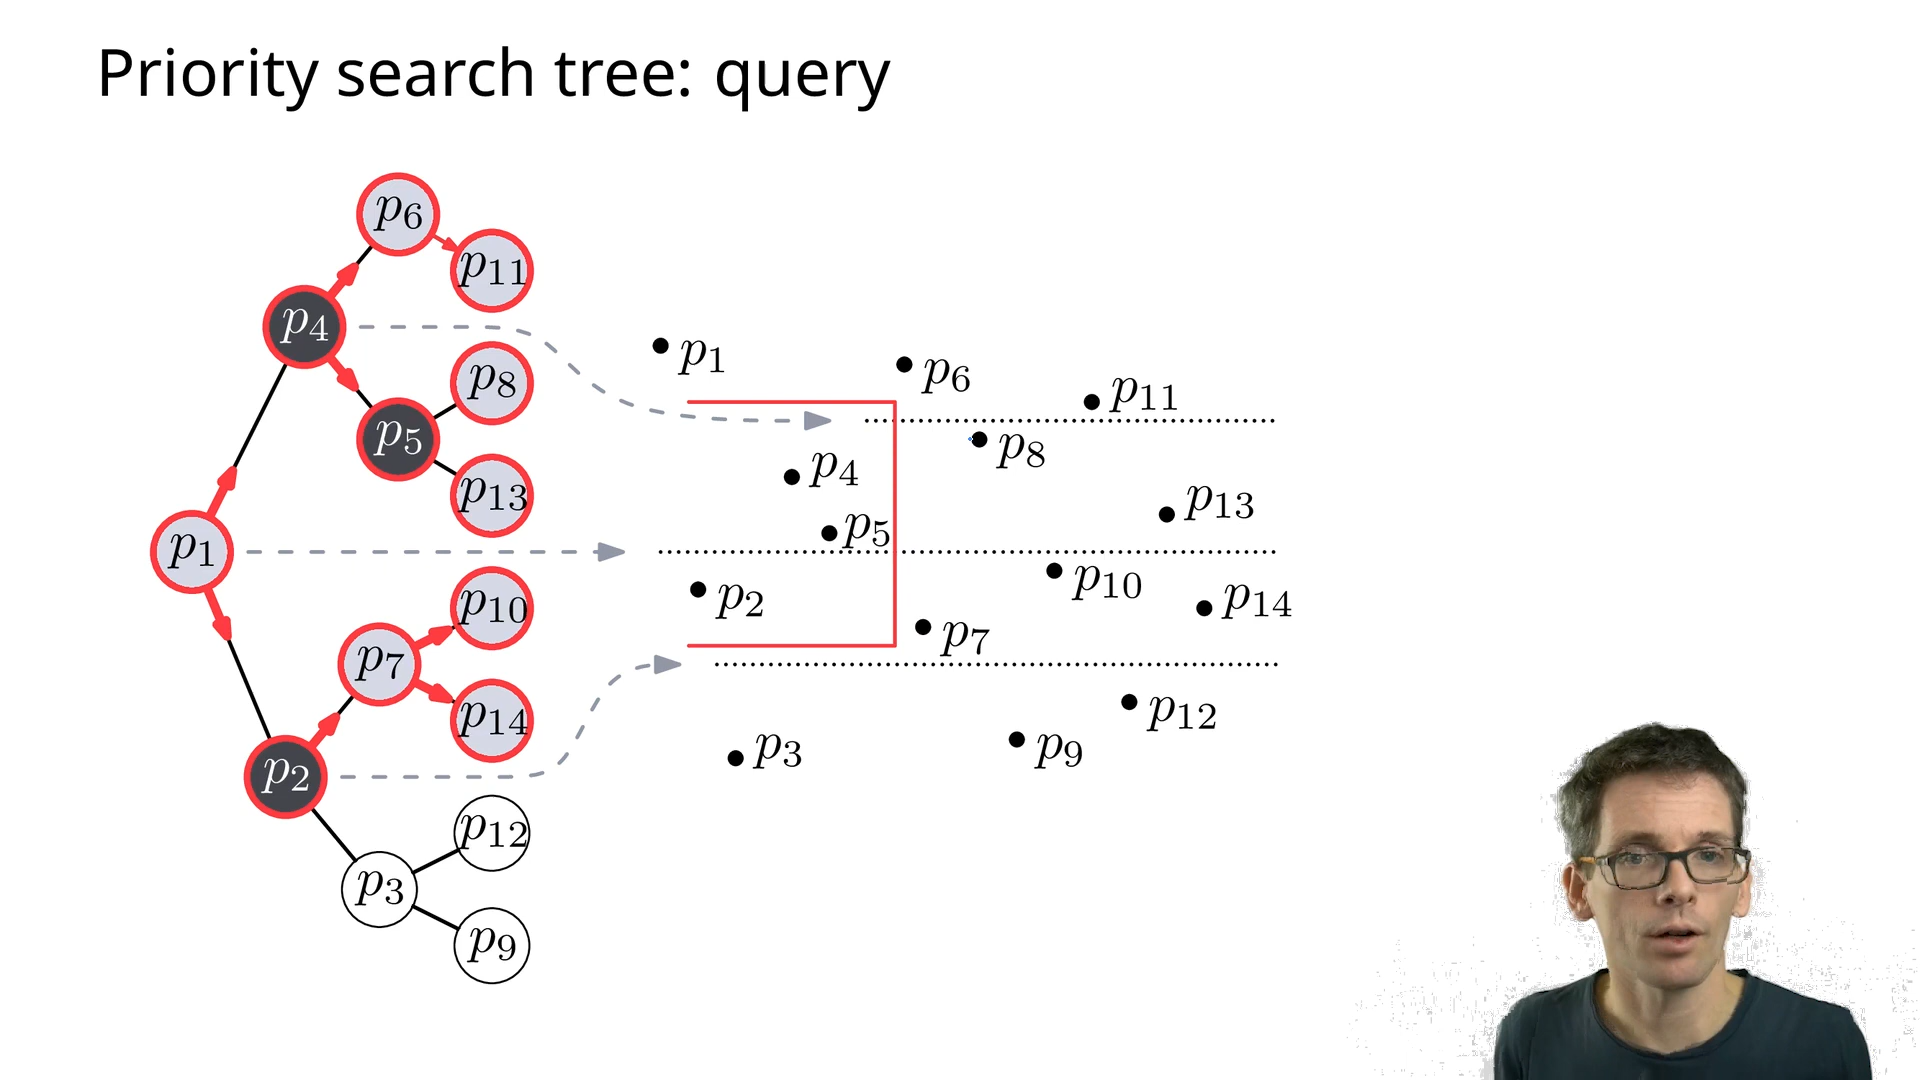 Priority search tree: query
p6
p11
p4
p8
p5
p13
p1
p10
p7
p14
p2
p12
p3
p9
p1
p6
p11
p8
p4
p13
p5
p10
p2
p14
p7
p12
p3
p9